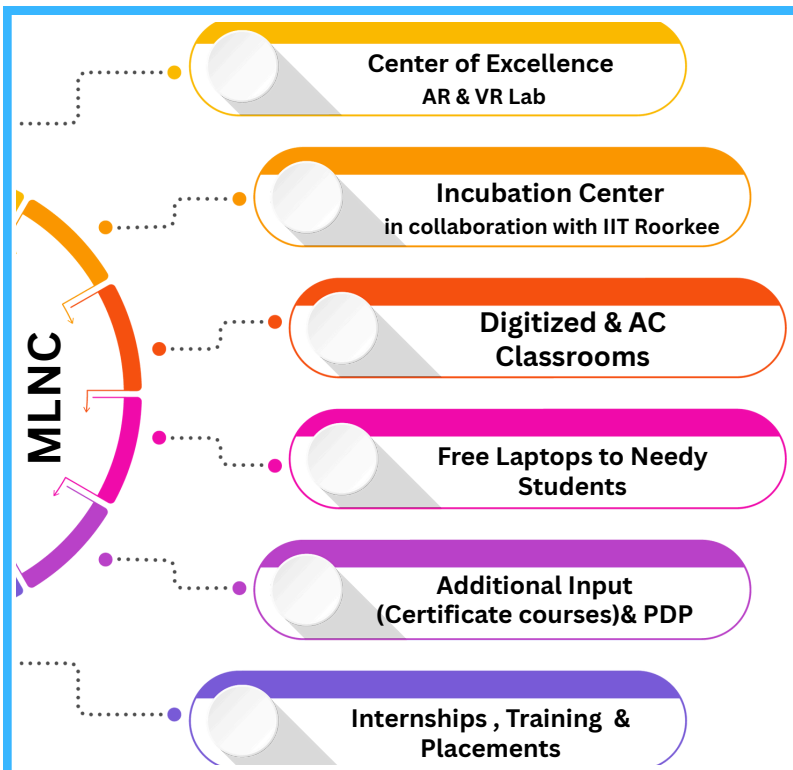 Center of Excellence
AR & VR Lab
Incubation Center
in collaboration with IIT Roorkee
Digitized & AC
Classrooms
MLNC
Free Laptops to Needy
Students
Additional Input
(Certificate courses)& PDP
Internships , Training &
Placements